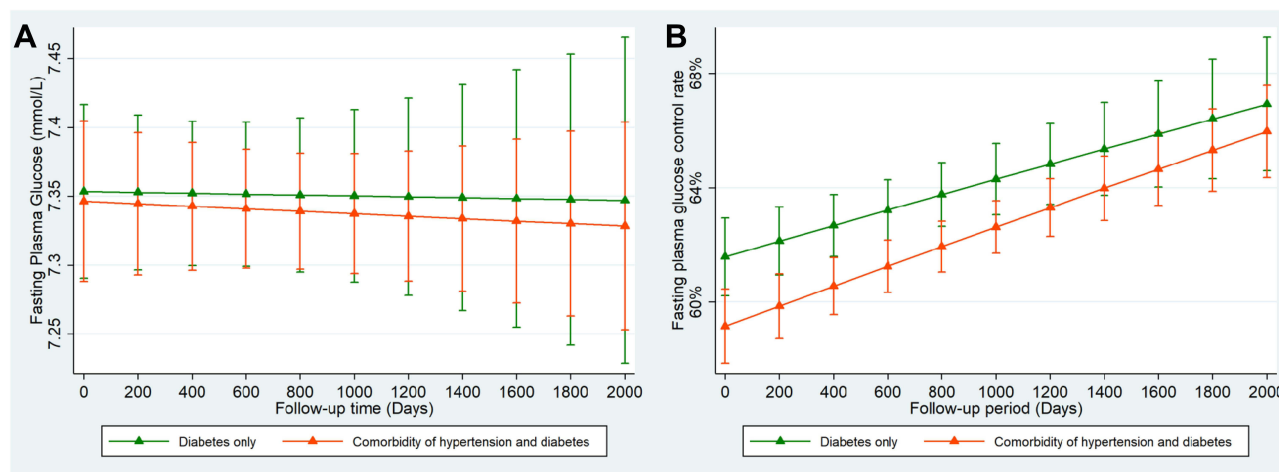 A
Fasting Plasma Glucose (mmol/L)
7.45
7.4
7.35
7.3
7.25
0 200 400 600 800 1000 1200 1400 1600 1800 2000
Follow-up time (Days)
Diabetes only Comorbidity of hypertension and diabetes
B
Fasting plasma glucose control rate
68%
64%
60%
0 200 400 600 800 1000 1200 1400 1600 1800 2000
Follow-up period (Days)
Diabetes only Comorbidity of hypertension and diabetes